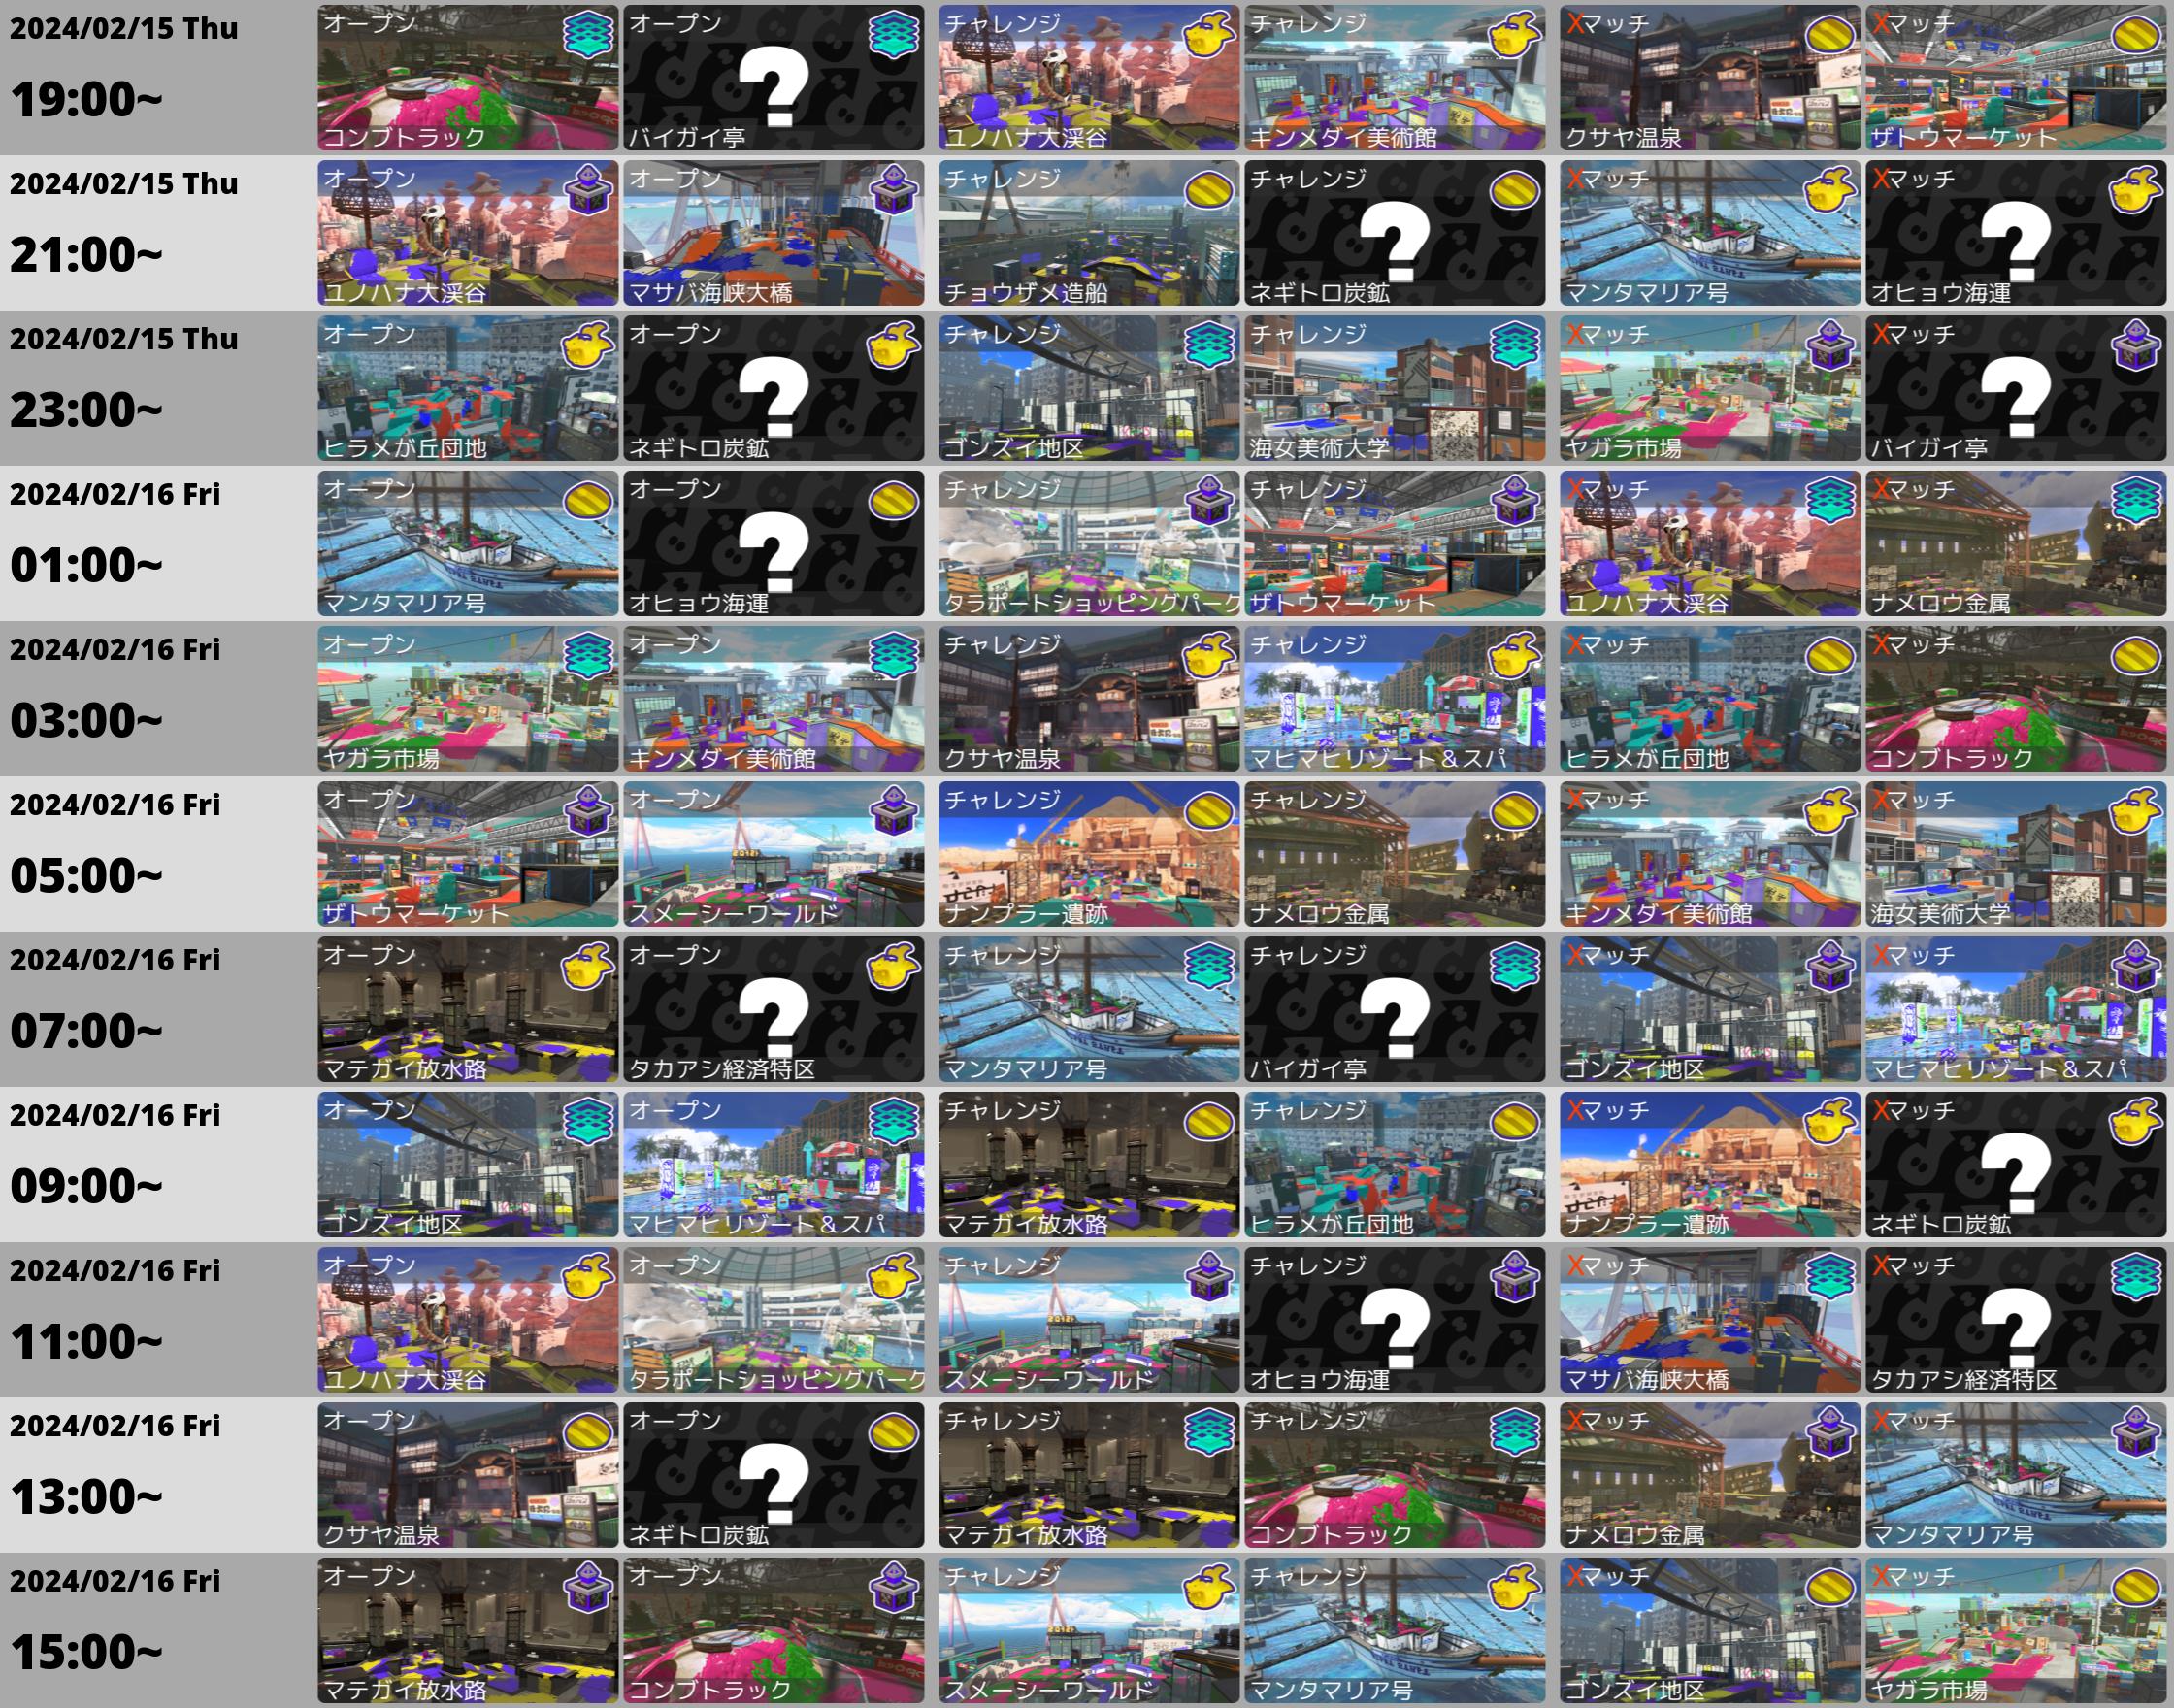 2024/02/15 Thu
19:00~
オープン
コンブトラック
オープン
バイガイ亭
チャレンジ
ユノハナ大渓谷
チャレンジ
キンメダイ美術館
Xマッチ
クサヤ温泉
Xマッチ
ザトウマーケット
2024/02/15 Thu
21:00~
オープン
ユノハナ大渓谷
オープン
マサバ海峡大橋
チャレンジ
チョウザメ造船
チャレンジ
ネギトロ炭鉱
Xマッチ
マンタマリア号
Xマッチ
オヒョウ海運
2024/02/15 Thu
23:00~
オープン
ヒラメが丘団地
オープン
ネギトロ炭鉱
チャレンジ
ゴンズイ地区
チャレンジ
海女美術大学
Xマッチ
ヤガラ市場
Xマッチ
バイガイ亭
2024/02/16 Fri
01:00~
オープン
マンタマリア号
オープン
オヒョウ海運
チャレンジ
タラポートショッピングパーク
チャレンジ
ザトウマーケット
Xマッチ
ユノハナ大渓谷
Xマッチ
ナメロウ金属
2024/02/16 Fri
03:00~
オープン
ヤガラ市場
オープン
キンメダイ美術館
チャレンジ
クサヤ温泉
チャレンジ
マヒマヒリゾート＆スパ
Xマッチ
ヒラメが丘団地
Xマッチ
コンブトラック
2024/02/16 Fri
05:00~
オープン
ザトウマーケット
オープン
スメーシーワールド
チャレンジ
ナンプラー遺跡
チャレンジ
ナメロウ金属
Xマッチ
キンメダイ美術館
Xマッチ
海女美術大学
2024/02/16 Fri
07:00~
オープン
マテガイ放水路
オープン
タカアシ経済特区
チャレンジ
マンタマリア号
チャレンジ
バイガイ亭
Xマッチ
ゴンズイ地区
Xマッチ
マヒマヒリゾート＆スパ
2024/02/16 Fri
09:00~
オープン
ゴンズイ地区
オープン
マヒマヒリゾート＆スパ
チャレンジ
マテガイ放水路
チャレンジ
ヒラメが丘団地
Xマッチ
ナンプラー遺跡
Xマッチ
ネギトロ炭鉱
2024/02/16 Fri
11:00~
オープン
ユノハナ大渓谷
オープン
タラポートショッピングパーク
チャレンジ
スメーシーワールド
チャレンジ
オヒョウ海運
Xマッチ
マサバ海峡大橋
Xマッチ
タカアシ経済特区
2024/02/16 Fri
13:00~
オープン
クサヤ温泉
オープン
ネギトロ炭鉱
チャレンジ
マテガイ放水路
チャレンジ
コンブトラック
Xマッチ
ナメロウ金属
Xマッチ
マンタマリア号
2024/02/16 Fri
15:00~
オープン
マテガイ放水路
オープン
コンブトラック
チャレンジ
スメーシーワールド
チャレンジ
マンタマリア号
Xマッチ
ゴンズイ地区
Xマッチ
ヤガラ市場